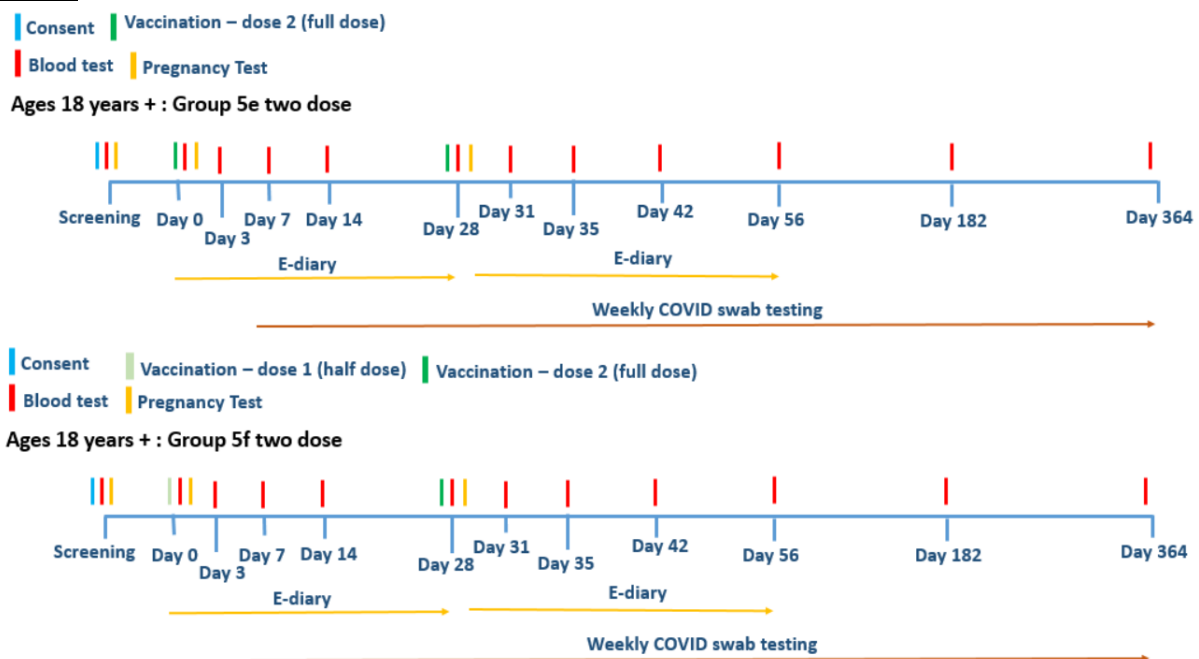 Consent Vaccination – dose 2 (full dose)
Blood test Pregnancy Test
Ages 18 years + : Group 5e two dose
Screening Day 0 Day 3 Day 7 Day 14 Day 28 Day 31 Day 35 Day 42 Day 56 Day 182 Day 364
E-diary E-diary
Weekly COVID swab testing
Consent Vaccination – dose 1 (half dose) Vaccination – dose 2 (full dose)
Blood test Pregnancy Test
Ages 18 years + : Group 5f two dose
Screening Day 0 Day 3 Day 7 Day 14 Day 28 Day 31 Day 35 Day 42 Day 56 Day 182 Day 364
E-diary E-diary
Weekly COVID swab testing